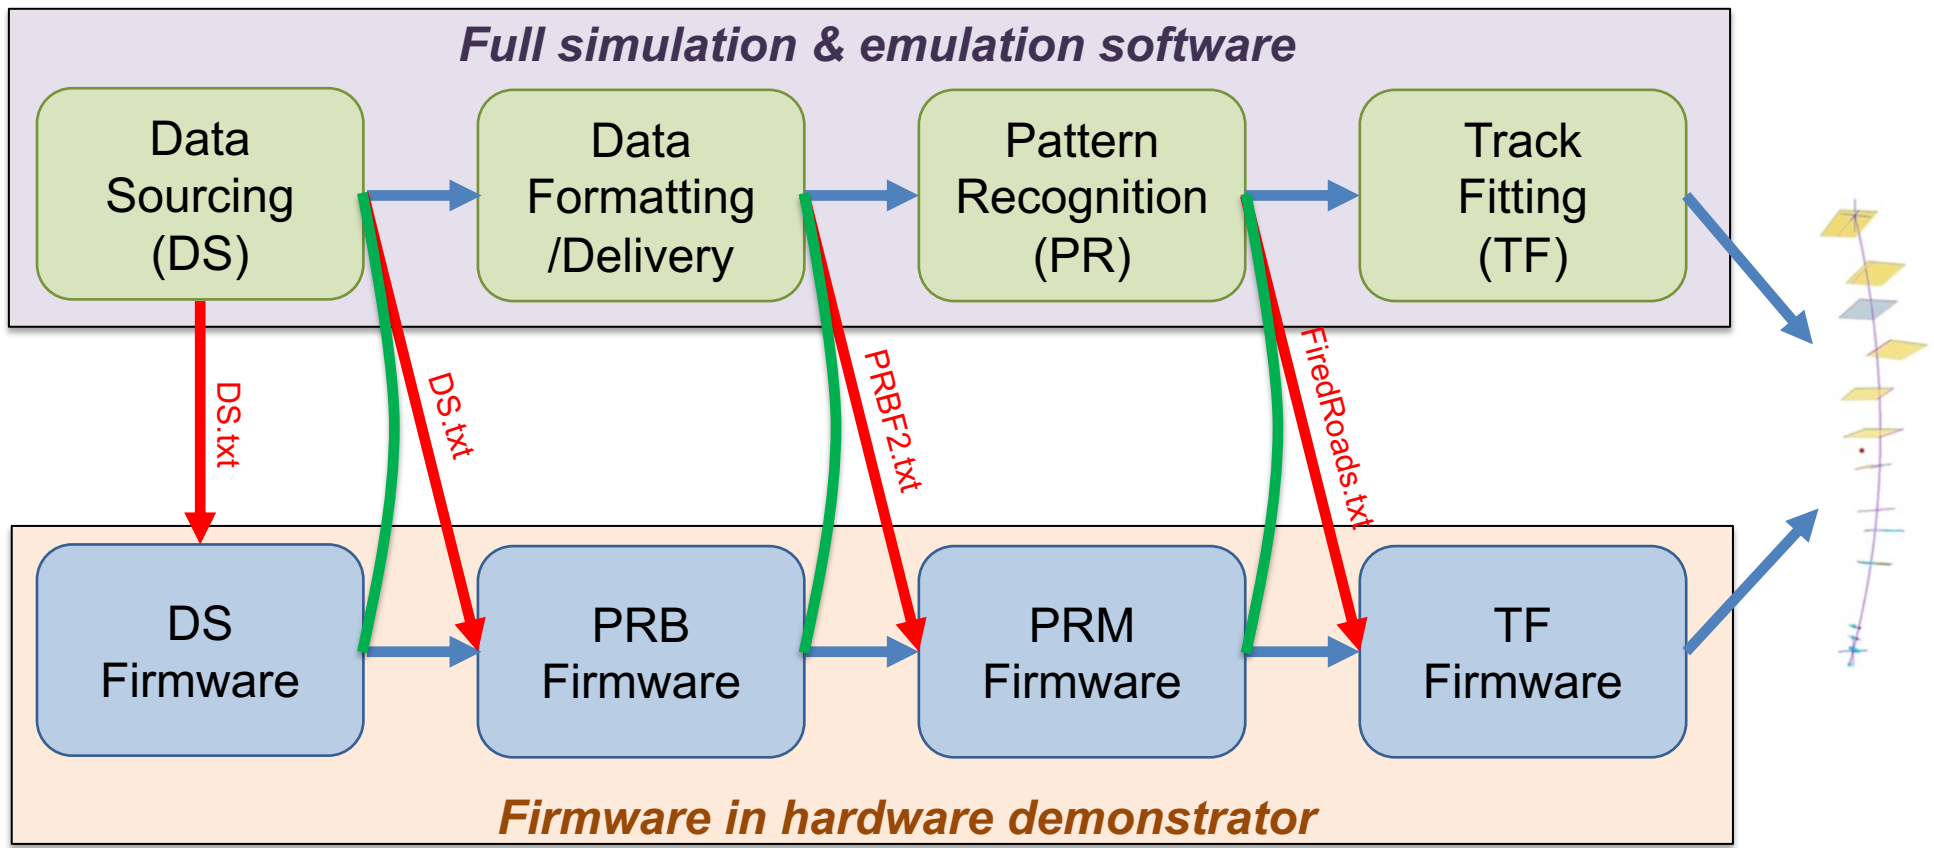 Full simulation & emulation software
Data
Sourcing
(DS)
Data
Formatting
/Delivery
Pattern
Recognition
(PR)
Track
Fitting
(TF)
DS.txt
DS.txt
PRBF2.txt
FiredRoads.txt
DS
Firmware
PRB
Firmware
PRM
Firmware
TF
Firmware
Firmware in hardware demonstrator